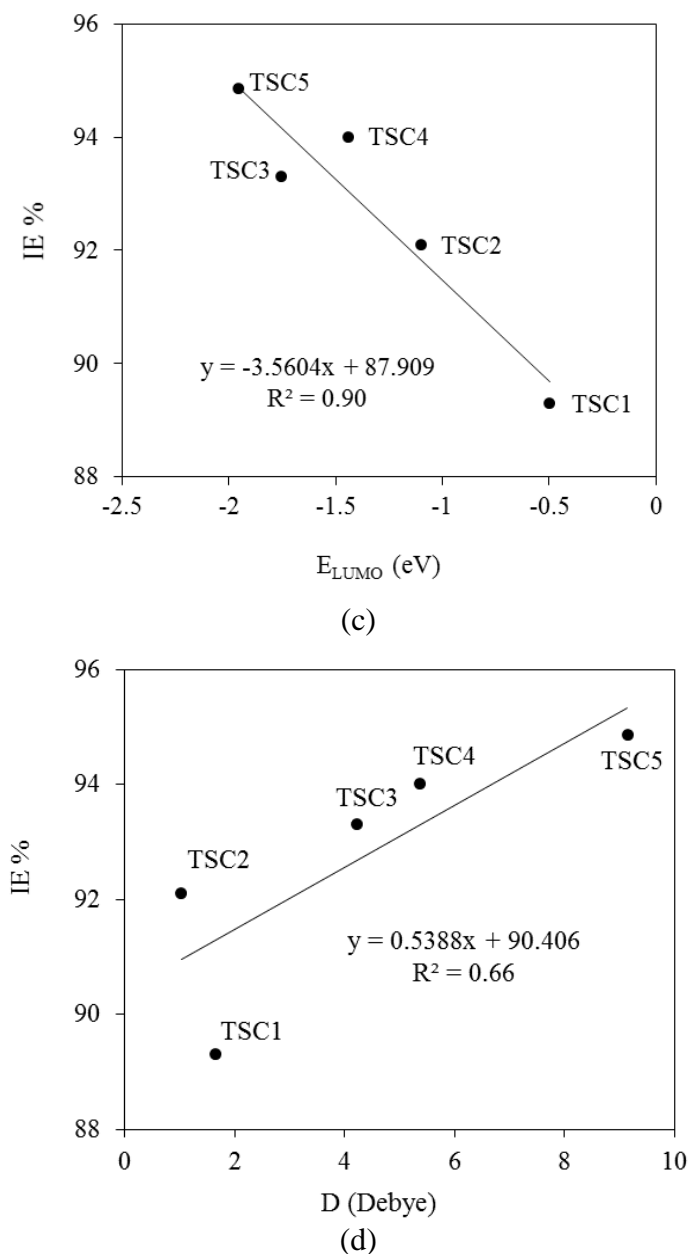 96
TSC5
94
TSC4
TSC3
IE %
92
TSC2
90
y = -3.5604x + 87.909
R² = 0.90
TSC1
88
-2.5 -2 -1.5 -1 -0.5 0
E_LUMO (eV)
(c)
96
94
TSC4
TSC5
TSC3
IE %
TSC2
92
y = 0.5388x + 90.406
R² = 0.66
90
TSC1
88
0 2 4 6 8 10
D (Debye)
(d)